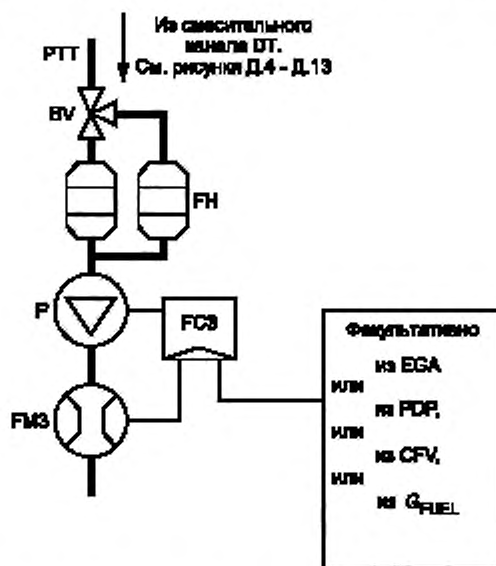 Из смесительного
канала DT.
См. рисунки Д.4 – Д.13
PTT
BV
FH
P
FC3
FM3
Факультативно
из EGA
или
из PDP,
или
из CFV,
или
из GFUEL